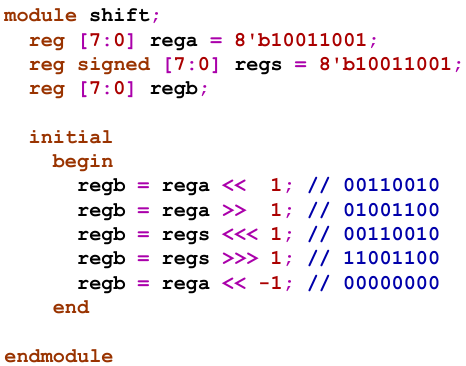 module shift;
  reg [7:0] rega = 8'b10011001;
  reg signed [7:0] regs = 8'b10011001;
  reg [7:0] regb;

  initial
    begin
      regb = rega <<  1; // 00110010
      regb = rega >>  1; // 01001100
      regb = regs <<< 1; // 00110010
      regb = regs >>> 1; // 11001100
      regb = rega << -1; // 00000000
    end

endmodule